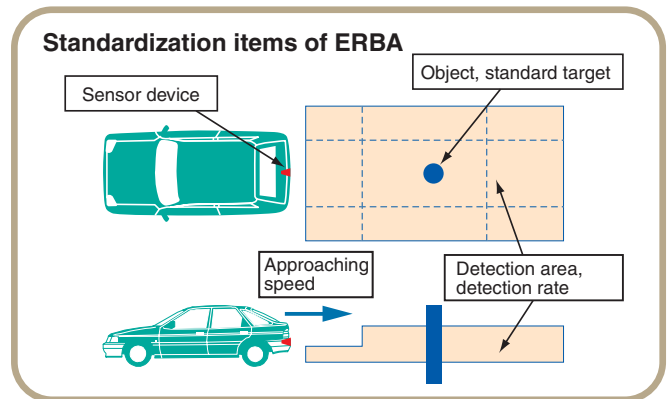 Standardization items of ERBA
Object, standard target
Sensor device
Approaching
speed
Detection area,
detection rate